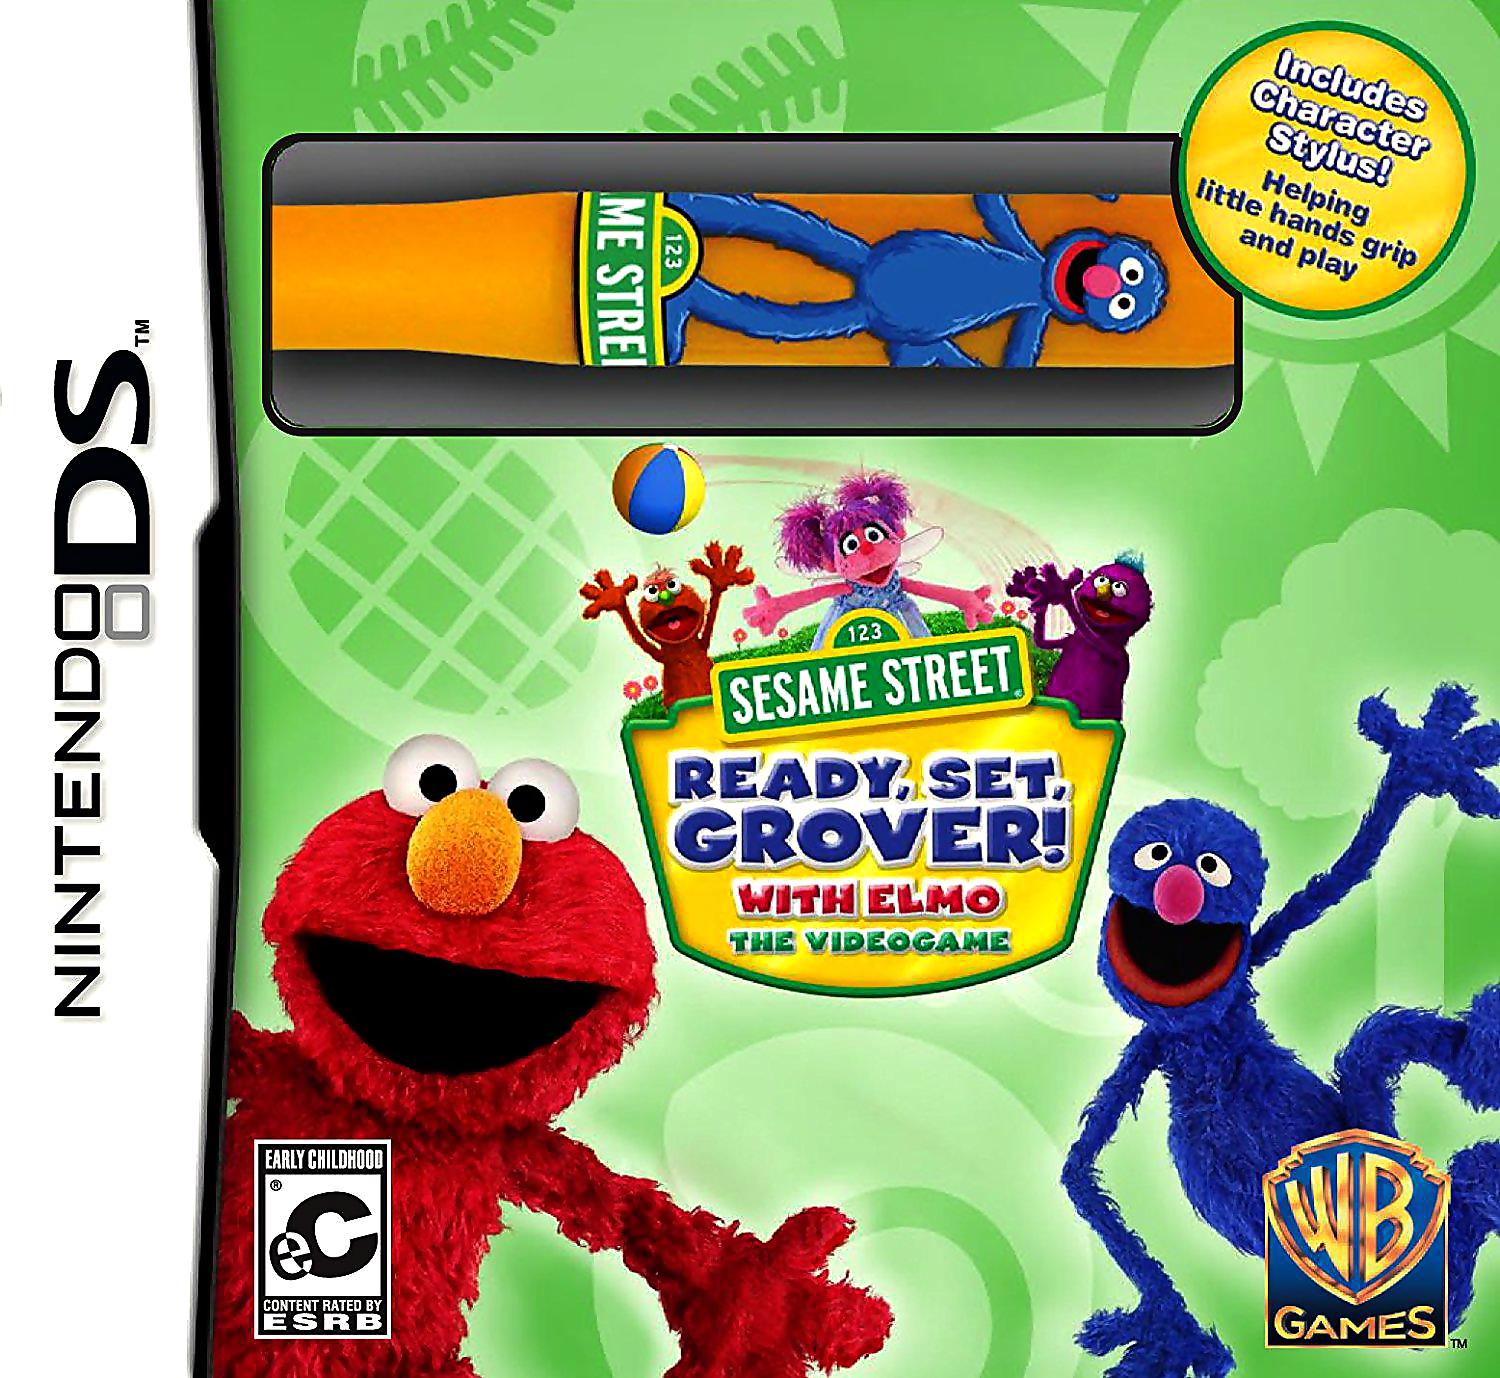 NINTENDO DS™
Includes
Character
Stylus!
Helping
little hands grip
and play
ME STREE
123
123
SESAME STREET®
READY, SET,
GROVER!
WITH ELMO
THE VIDEOGAME
EARLY CHILDHOOD
®
eC
CONTENT RATED BY
ESRB
WB
GAMES
™